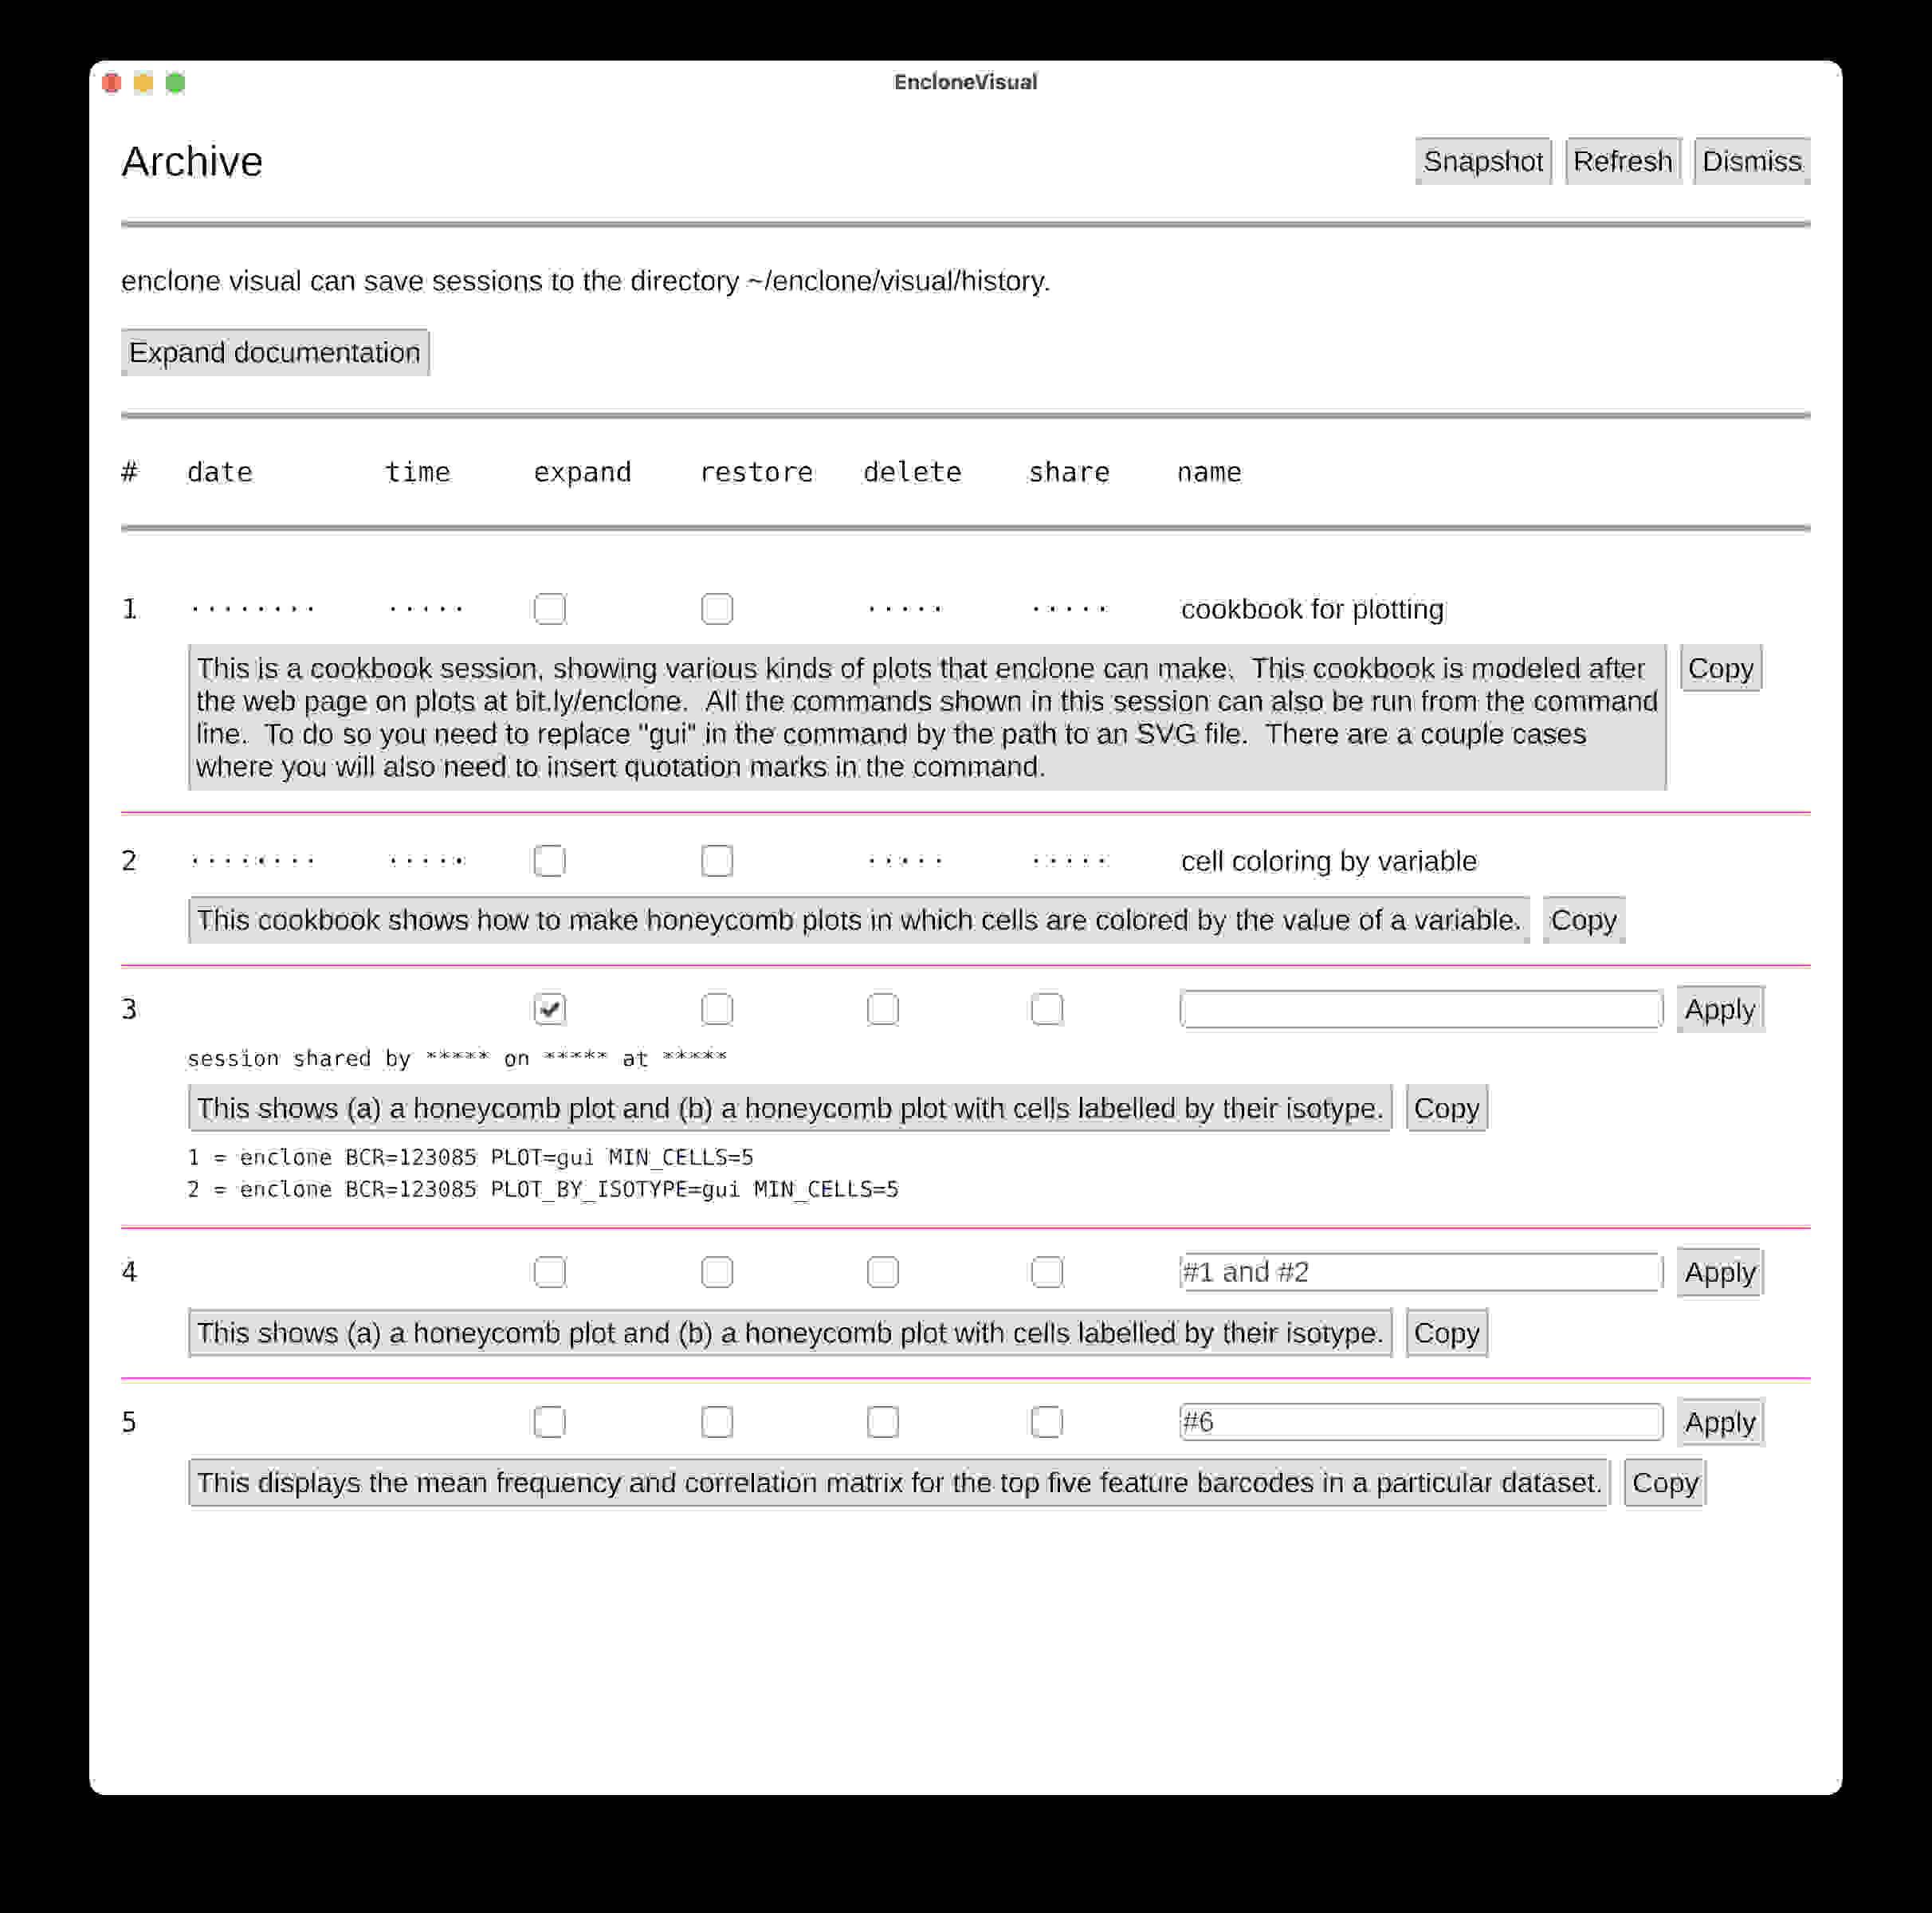 EncloneVisual
Archive Snapshot Refresh Dismiss
enclone visual can save sessions to the directory ~/enclone/visual/history.
Expand documentation
# date time expand restore delete share name
1 ········ ····· ····· ····· cookbook for plotting
This is a cookbook session, showing various kinds of plots that enclone can make.  This cookbook is modeled after
the web page on plots at bit.ly/enclone.  All the commands shown in this session can also be run from the command
line.  To do so you need to replace "gui" in the command by the path to an SVG file.  There are a couple cases
where you will also need to insert quotation marks in the command.
Copy
2 ········ ····· ····· ····· cell coloring by variable
This cookbook shows how to make honeycomb plots in which cells are colored by the value of a variable. Copy
3 Apply
session shared by ***** on ***** at *****
This shows (a) a honeycomb plot and (b) a honeycomb plot with cells labelled by their isotype. Copy
1 = enclone BCR=123085 PLOT=gui MIN_CELLS=5
2 = enclone BCR=123085 PLOT_BY_ISOTYPE=gui MIN_CELLS=5
4 #1 and #2 Apply
This shows (a) a honeycomb plot and (b) a honeycomb plot with cells labelled by their isotype. Copy
5 #6 Apply
This displays the mean frequency and correlation matrix for the top five feature barcodes in a particular dataset. Copy